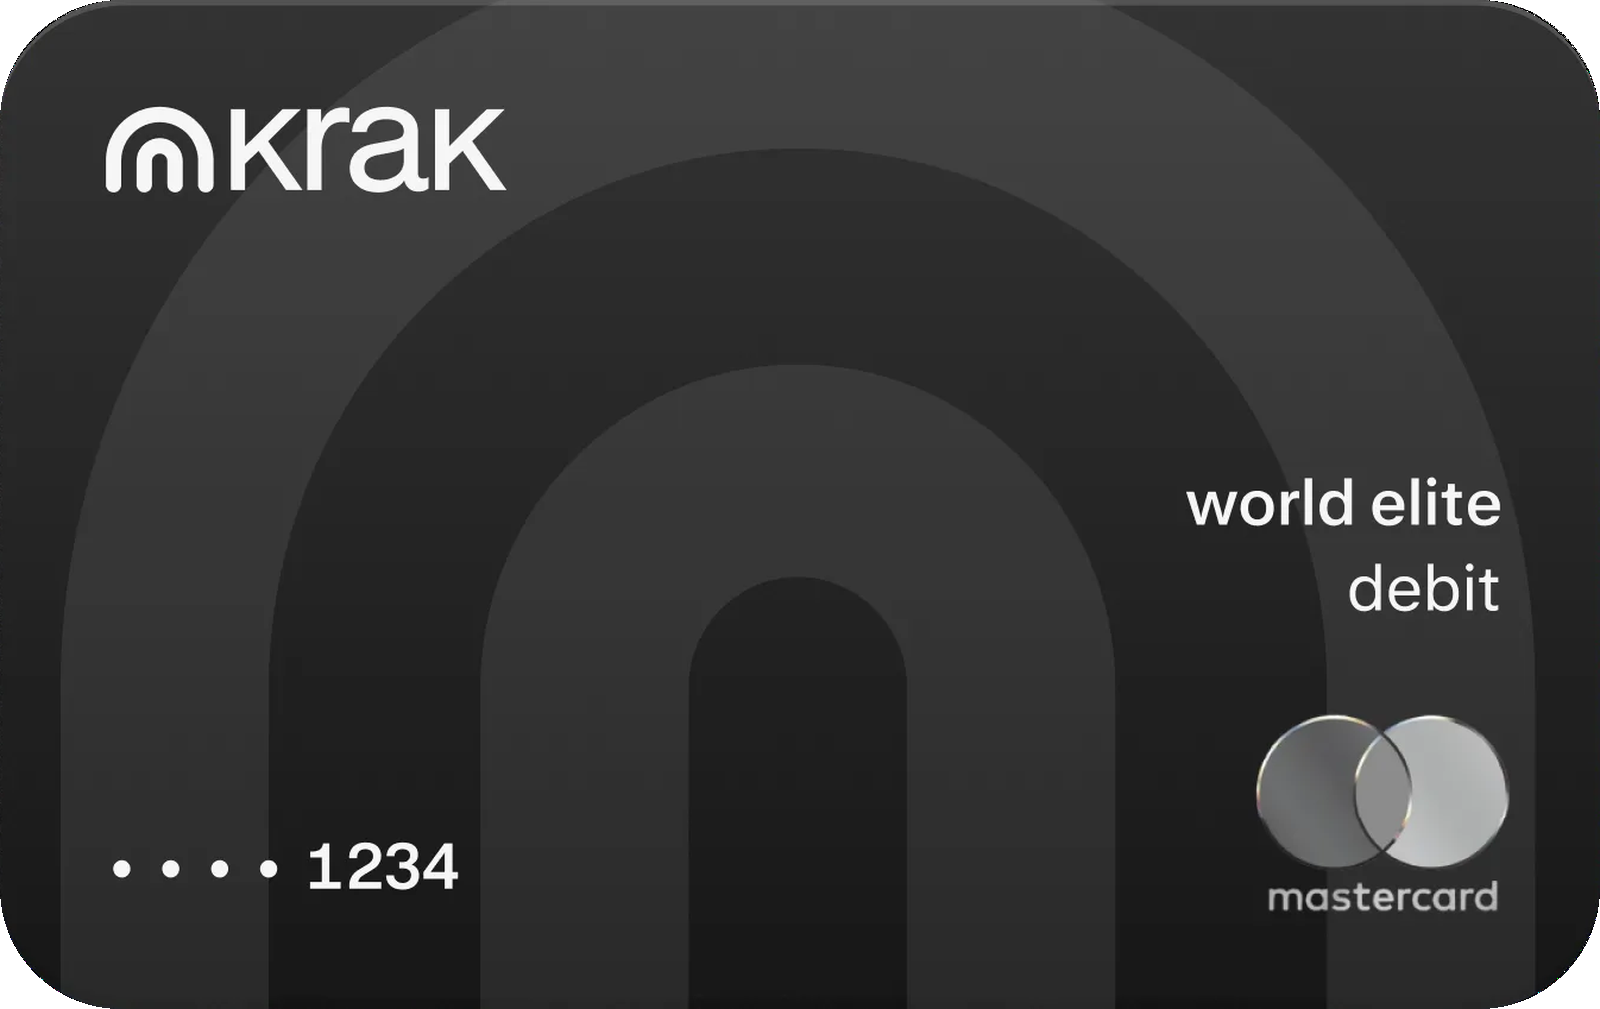 krak
world elite
debit
•••• 1234
mastercard